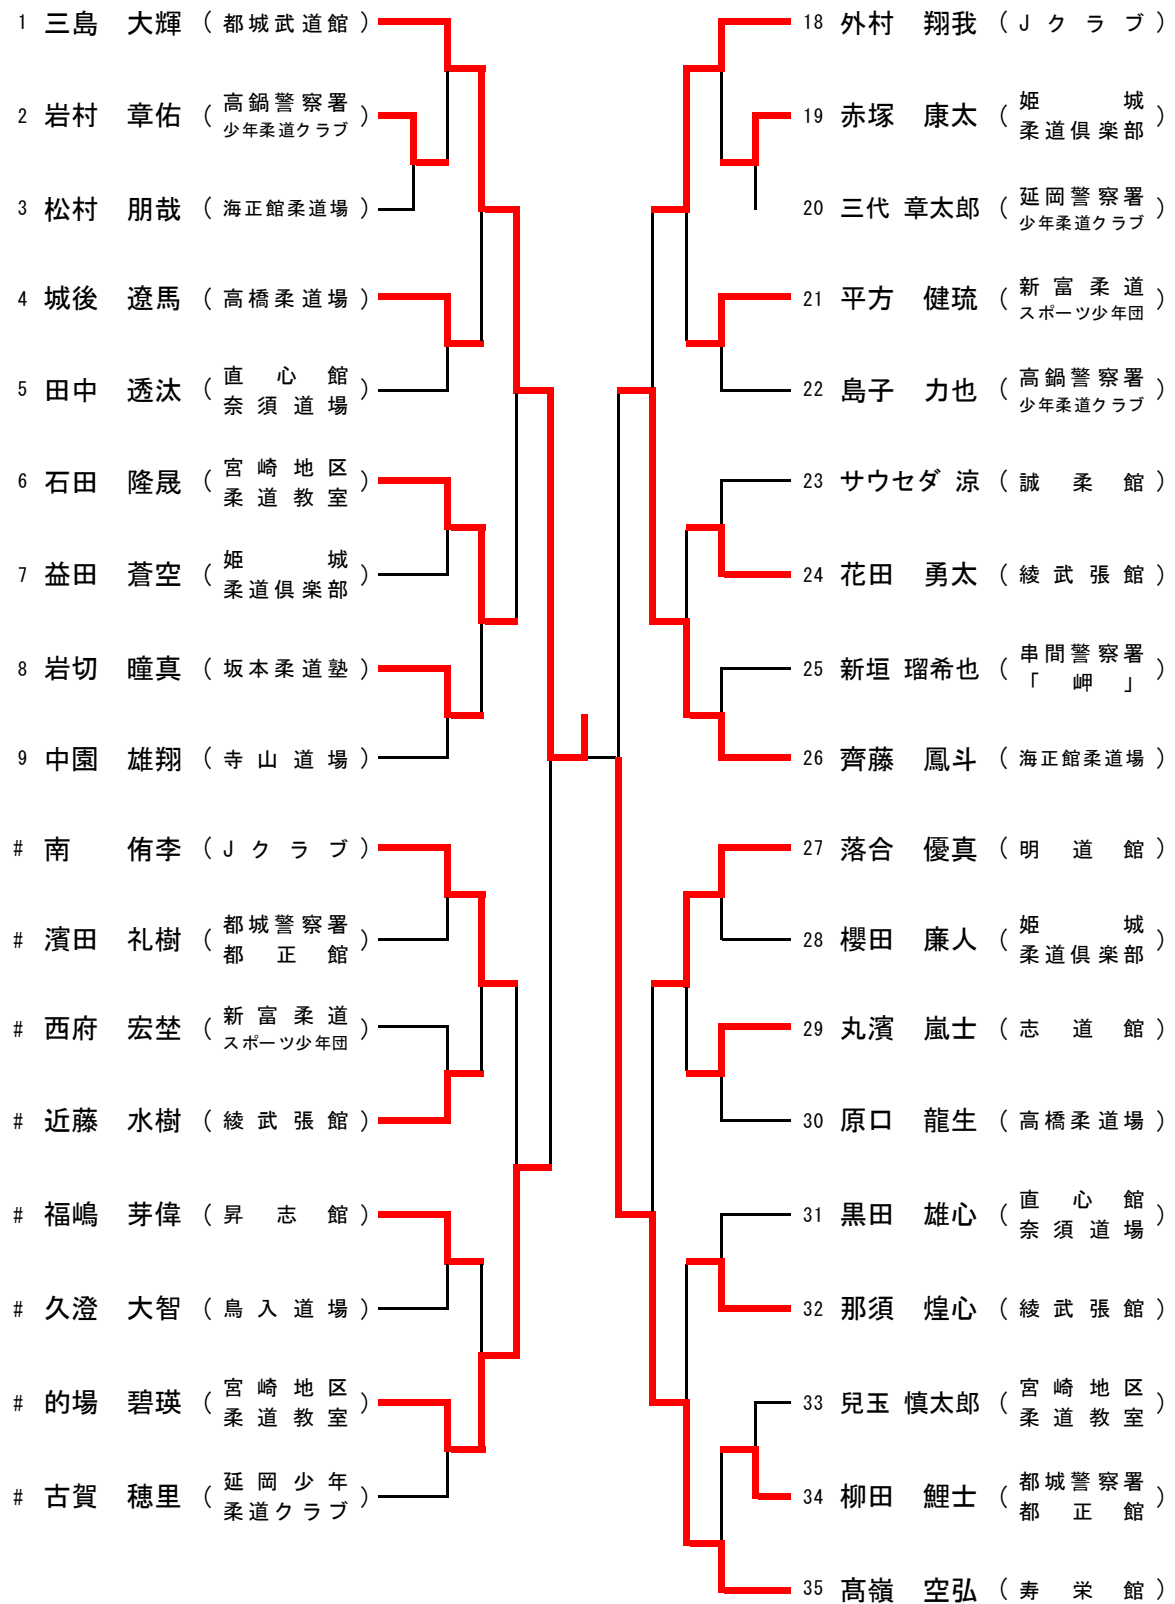 1 三島 大輝 ( 都城武道館 )
2 岩村 章佑 ( 高鍋警察署 少年柔道クラブ )
3 松村 朋哉 ( 海正館柔道場 )
4 城後 遼馬 ( 高橋柔道場 )
5 田中 透汰 ( 直心館 奈須道場 )
6 石田 隆晟 ( 宮崎地区 柔道教室 )
7 益田 蒼空 ( 姫城 柔道倶楽部 )
8 岩切 瞳真 ( 坂本柔道塾 )
9 中園 雄翔 ( 寺山道場 )
# 南 侑李 ( Jクラブ )
# 濱田 礼樹 ( 都城警察署 都正館 )
# 西府 宏埜 ( 新富柔道 スポーツ少年団 )
# 近藤 水樹 ( 綾武張館 )
# 福嶋 芽偉 ( 昇志館 )
# 久澄 大智 ( 鳥入道場 )
# 的場 碧瑛 ( 宮崎地区 柔道教室 )
# 古賀 穂里 ( 延岡少年 柔道クラブ )
18 外村 翔我 ( Jクラブ )
19 赤塚 康太 ( 姫城 柔道倶楽部 )
20 三代 章太郎 ( 延岡警察署 少年柔道クラブ )
21 平方 健琉 ( 新富柔道 スポーツ少年団 )
22 島子 力也 ( 高鍋警察署 少年柔道クラブ )
23 サウセダ 涼 ( 誠柔館 )
24 花田 勇太 ( 綾武張館 )
25 新垣 瑠希也 ( 串間警察署 「岬」 )
26 齊藤 鳳斗 ( 海正館柔道場 )
27 落合 優真 ( 明道館 )
28 櫻田 廉人 ( 姫城 柔道倶楽部 )
29 丸濱 嵐士 ( 志道館 )
30 原口 龍生 ( 高橋柔道場 )
31 黒田 雄心 ( 直心館 奈須道場 )
32 那須 煌心 ( 綾武張館 )
33 兒玉 慎太郎 ( 宮崎地区 柔道教室 )
34 柳田 鯉士 ( 都城警察署 都正館 )
35 髙嶺 空弘 ( 寿栄館 )